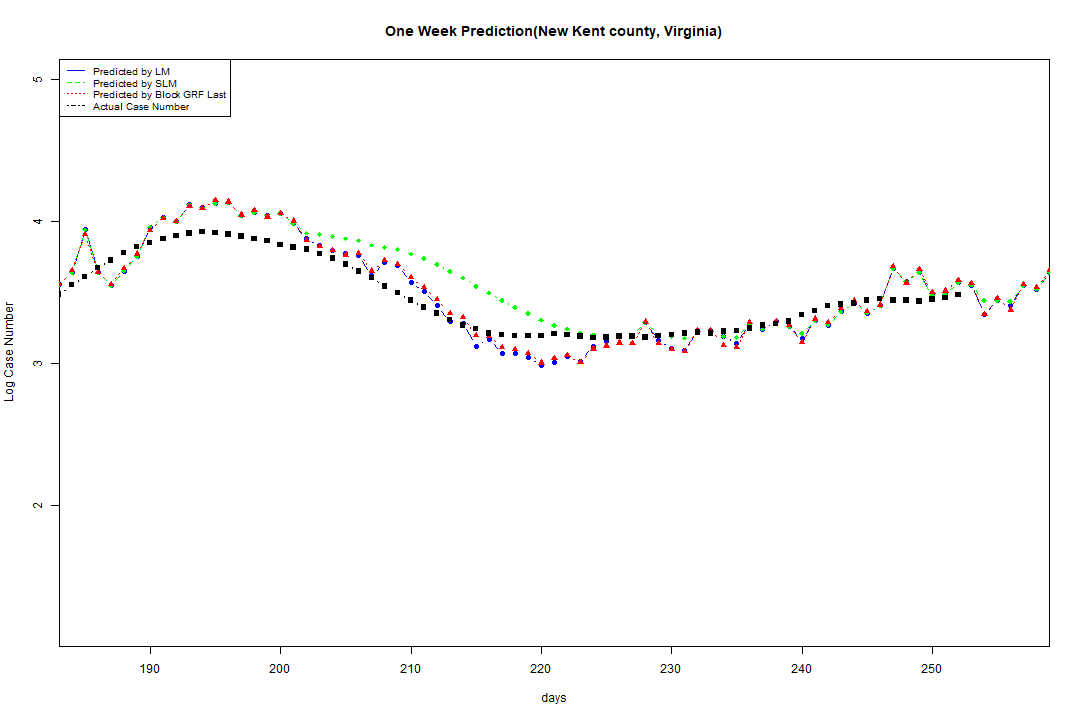 One Week Prediction(New Kent county, Virginia)
Predicted by LM
Predicted by SLM
Predicted by Block GRF Last
Actual Case Number
5
4
3
2
Log Case Number
190 200 210 220 230 240 250
days